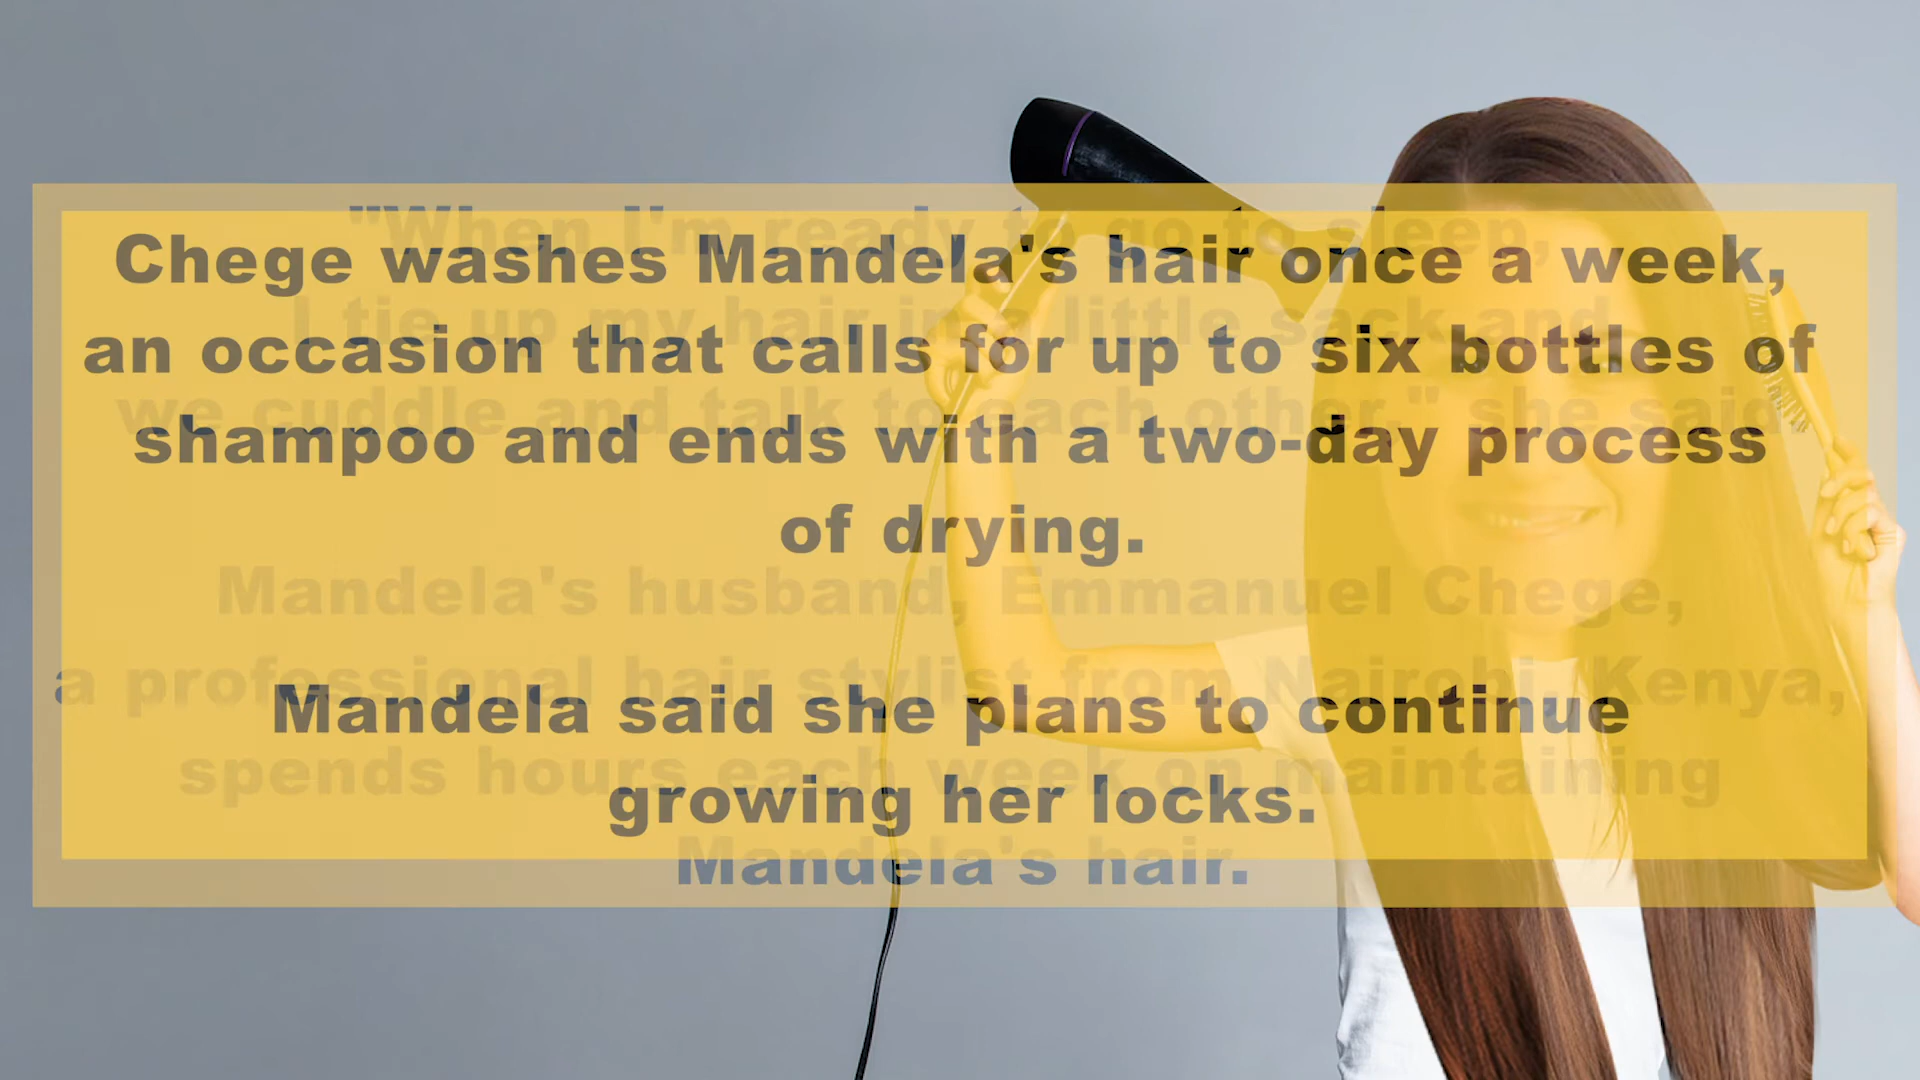 Chege washes Mandela's hair once a week,
an occasion that calls for up to six bottles of
shampoo and ends with a two-day process
of drying.
Mandela said she plans to continue
growing her locks.
"When I'm ready to go to sleep,
I tie up my hair in a little sack and
we cuddle and talk to each other," she said
Mandela's husband, Emmanuel Chege,
a professional hair stylist from Nairobi, Kenya,
spends hours each week on maintaining
Mandela's hair.